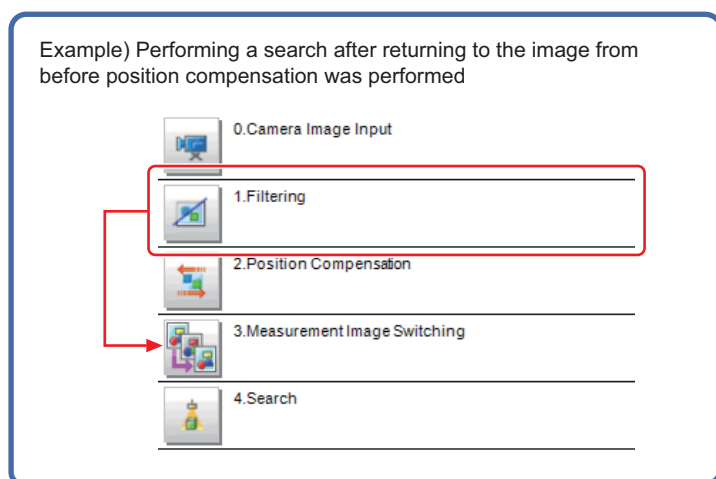 Example) Performing a search after returning to the image from
before position compensation was performed
0.Camera Image Input
1.Filtering
2.Position Compensation
3.Measurement Image Switching
4.Search